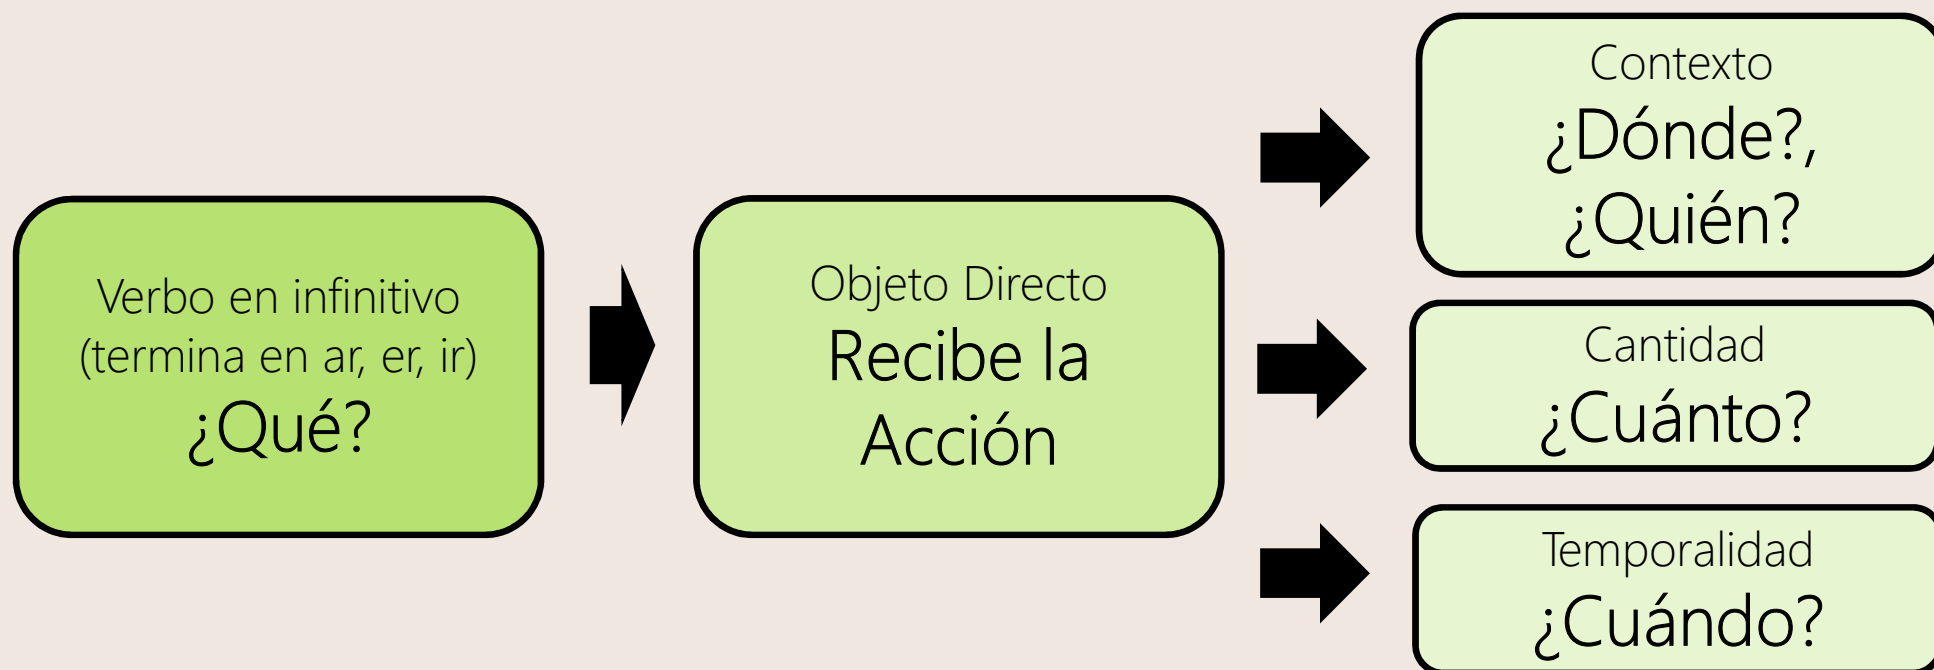 Verbo en infinitivo
(termina en ar, er, ir)
¿Qué?
Objeto Directo
Recibe la
Acción
Contexto
¿Dónde?,
¿Quién?
Cantidad
¿Cuánto?
Temporalidad
¿Cuándo?